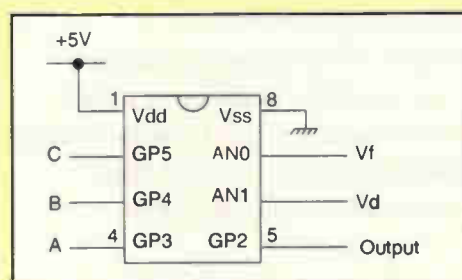 +5V
1 8
Vdd Vss
C GP5 AN0 Vf
B GP4 AN1 Vd
4 5
A GP3 GP2 Output